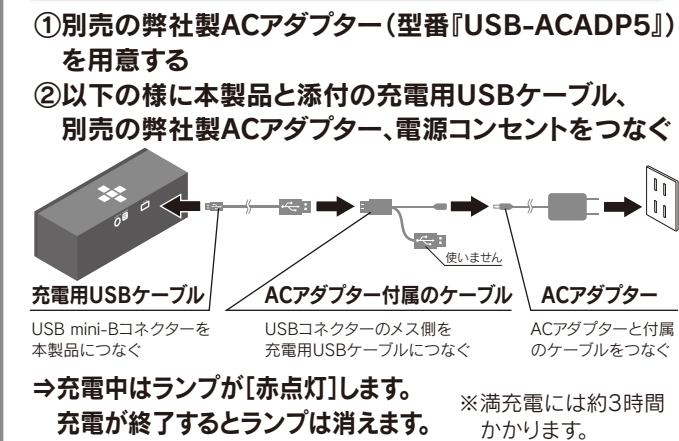 ①別売の弊社製ACアダプター(型番『USB-ACADP5』)
を用意する
②以下の様に本製品と添付の充電用USBケーブル、
別売の弊社製ACアダプター、電源コンセントをつなぐ
使いません
充電用USBケーブル
USB mini-Bコネクターを
本製品につなぐ
ACアダプター付属のケーブル
USBコネクターのメス側を
充電用USBケーブルにつなぐ
ACアダプター
ACアダプターと付属
のケーブルをつなぐ
⇒充電中はランプが[赤点灯]します。
充電が終了するとランプは消えます。
※満充電には約3時間
かかります。